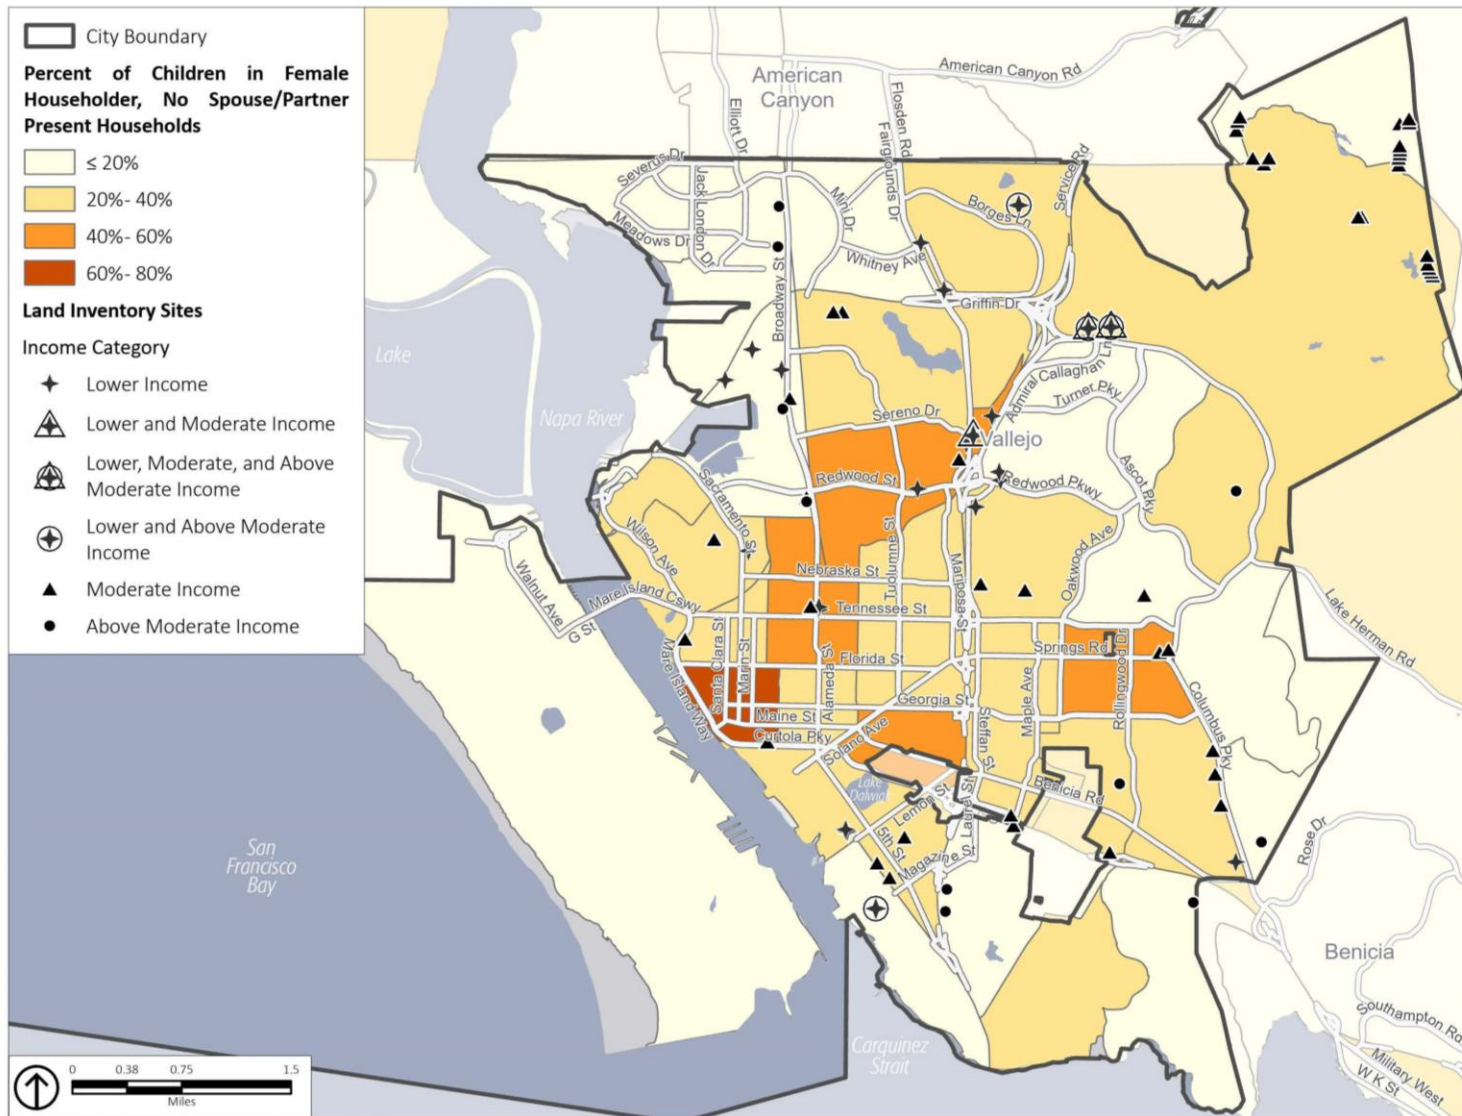 City Boundary
Percent of Children in Female
Householder, No Spouse/Partner
Present Households
≤ 20%
20%- 40%
40%- 60%
60%- 80%
Land Inventory Sites
Income Category
Lower Income
Lower and Moderate Income
Lower, Moderate, and Above
Moderate Income
Lower and Above Moderate
Income
Moderate Income
Above Moderate Income
American
Canyon
American Canyon Rd
Elliott Dr
Flosden Rd
Fairgrounds Dr
Service Rd
Severus Dr
Jack London Dr
Meadows Dr
Broadway St
Mini Dr
Whitney Ave
Borges Ln
Griffin Dr
Lake
Napa River
Admiral Callaghan Ln
Turner Pky
Sereno Dr
Vallejo
Ascot Pky
Redwood St
Redwood Pkwy
Sacramento St
Wilson Ave
Tuolumne St
Mariposa St
Oakwood Ave
Nebraska St
Walnut Ave
G St
Mare Island Cswy
Tennessee St
Lake Herman Rd
Santa Clara St
Marin St
Mare Island Way
Florida St
Alameda St
Springs Rd
Rollingwood Dr
Georgia St
Maine St
Curtola Pky
Solano Ave
Steffan St
Maple Ave
Columbus Pky
Lake
Dalwigk
Lemon St
Laurel St
Benicia Rd
5th St
Magazine St
Rose Dr
San
Francisco
Bay
Benicia
Southampton Rd
Military West
W K St
Carquinez
Strait
0 0.38 0.75 1.5
Miles